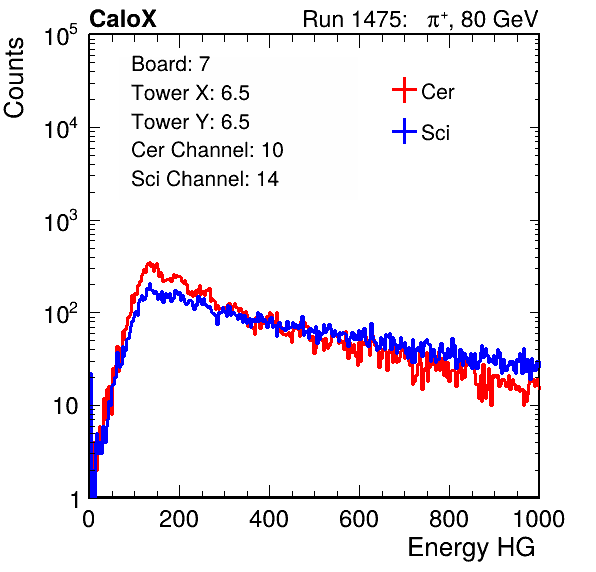 CaloX Run 1475: π⁺, 80 GeV
Counts
10⁵
10⁴
10³
10²
10
1
Board: 7
Tower X: 6.5
Tower Y: 6.5
Cer Channel: 10
Sci Channel: 14
Cer
Sci
0 200 400 600 800 1000
Energy HG